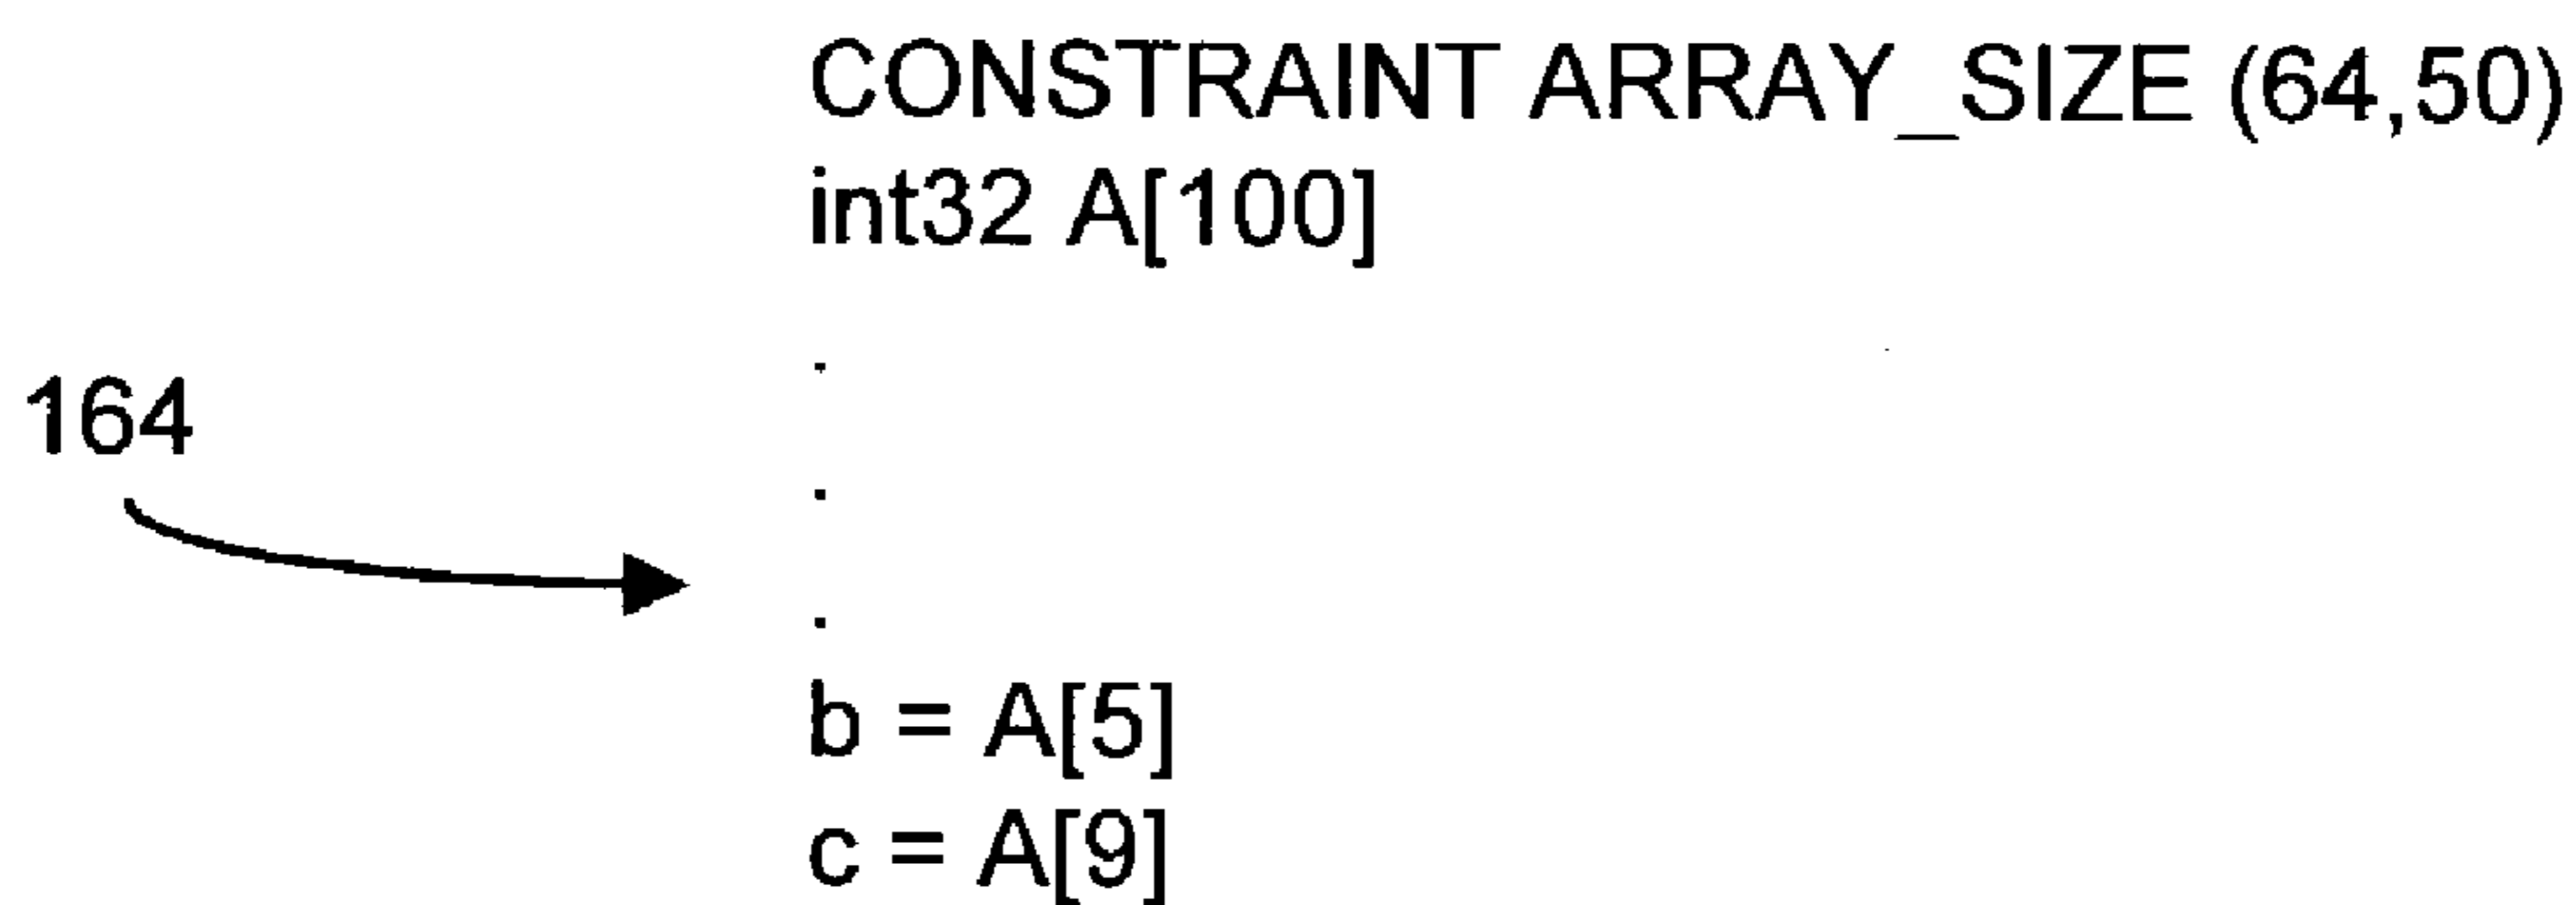 CONSTRAINT ARRAY_SIZE (64,50)
int32 A[100]
.
164
.
.
b = A[5]
c = A[9]